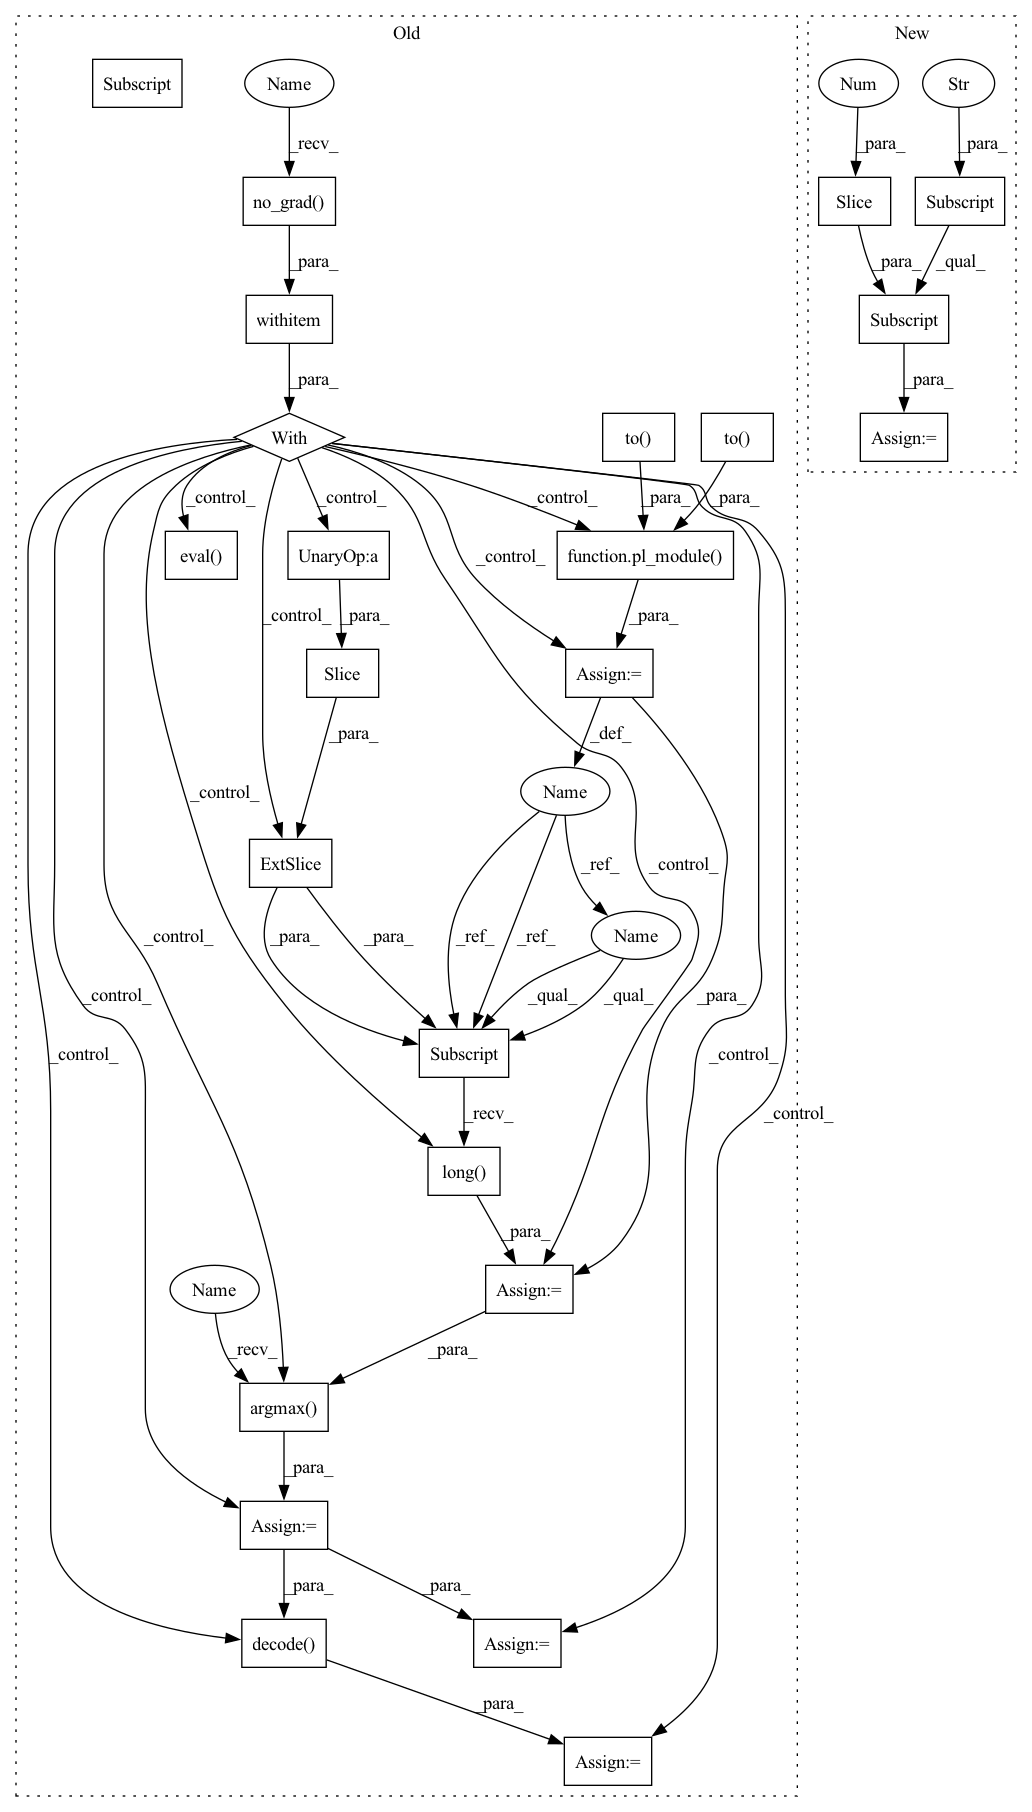 Old
New
Subscript
Name
Num
Str
_recv_
_para_
_para_
no_grad()
Slice
Subscript
_para_
_para_
_qual_
withitem
Subscript
_para_
_para_
With
to()
to()
Assign:=
_control_
_control_
_control_
_para_
_para_
eval()
UnaryOp:a
function.pl_module()
_control_
_control_
_para_
_para_
Slice
Assign:=
_para_
_def_
_control_
Name
ExtSlice
_ref_
_control_
_para_
_para_
_ref_
_ref_
Name
_control_
_control_
_qual_
_qual_
_para_
_control_
Subscript
_control_
_recv_
_control_
long()
_para_
Name
Assign:=
_recv_
_para_
argmax()
_para_
Assign:=
_para_
_para_
decode()
Assign:=
_para_
Assign:=